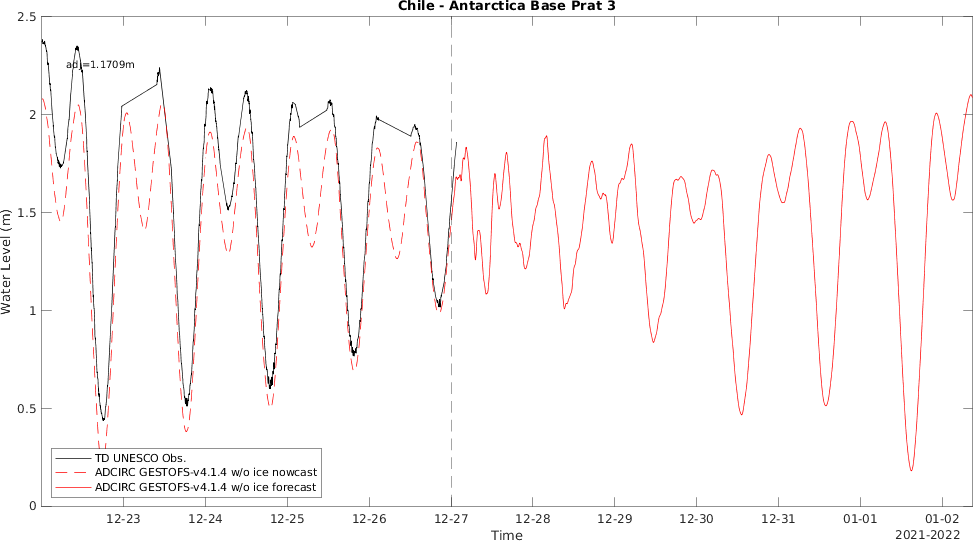 Chile - Antarctica Base Prat 3
2.5
2
1.5
1
0.5
0
Water Level (m)
adj=1.1709m
TD UNESCO Obs.
ADCIRC GESTOFS-v4.1.4 w/o ice nowcast
ADCIRC GESTOFS-v4.1.4 w/o ice forecast
12-23 12-24 12-25 12-26 12-27 12-28 12-29 12-30 12-31 01-01 01-02
Time
2021-2022